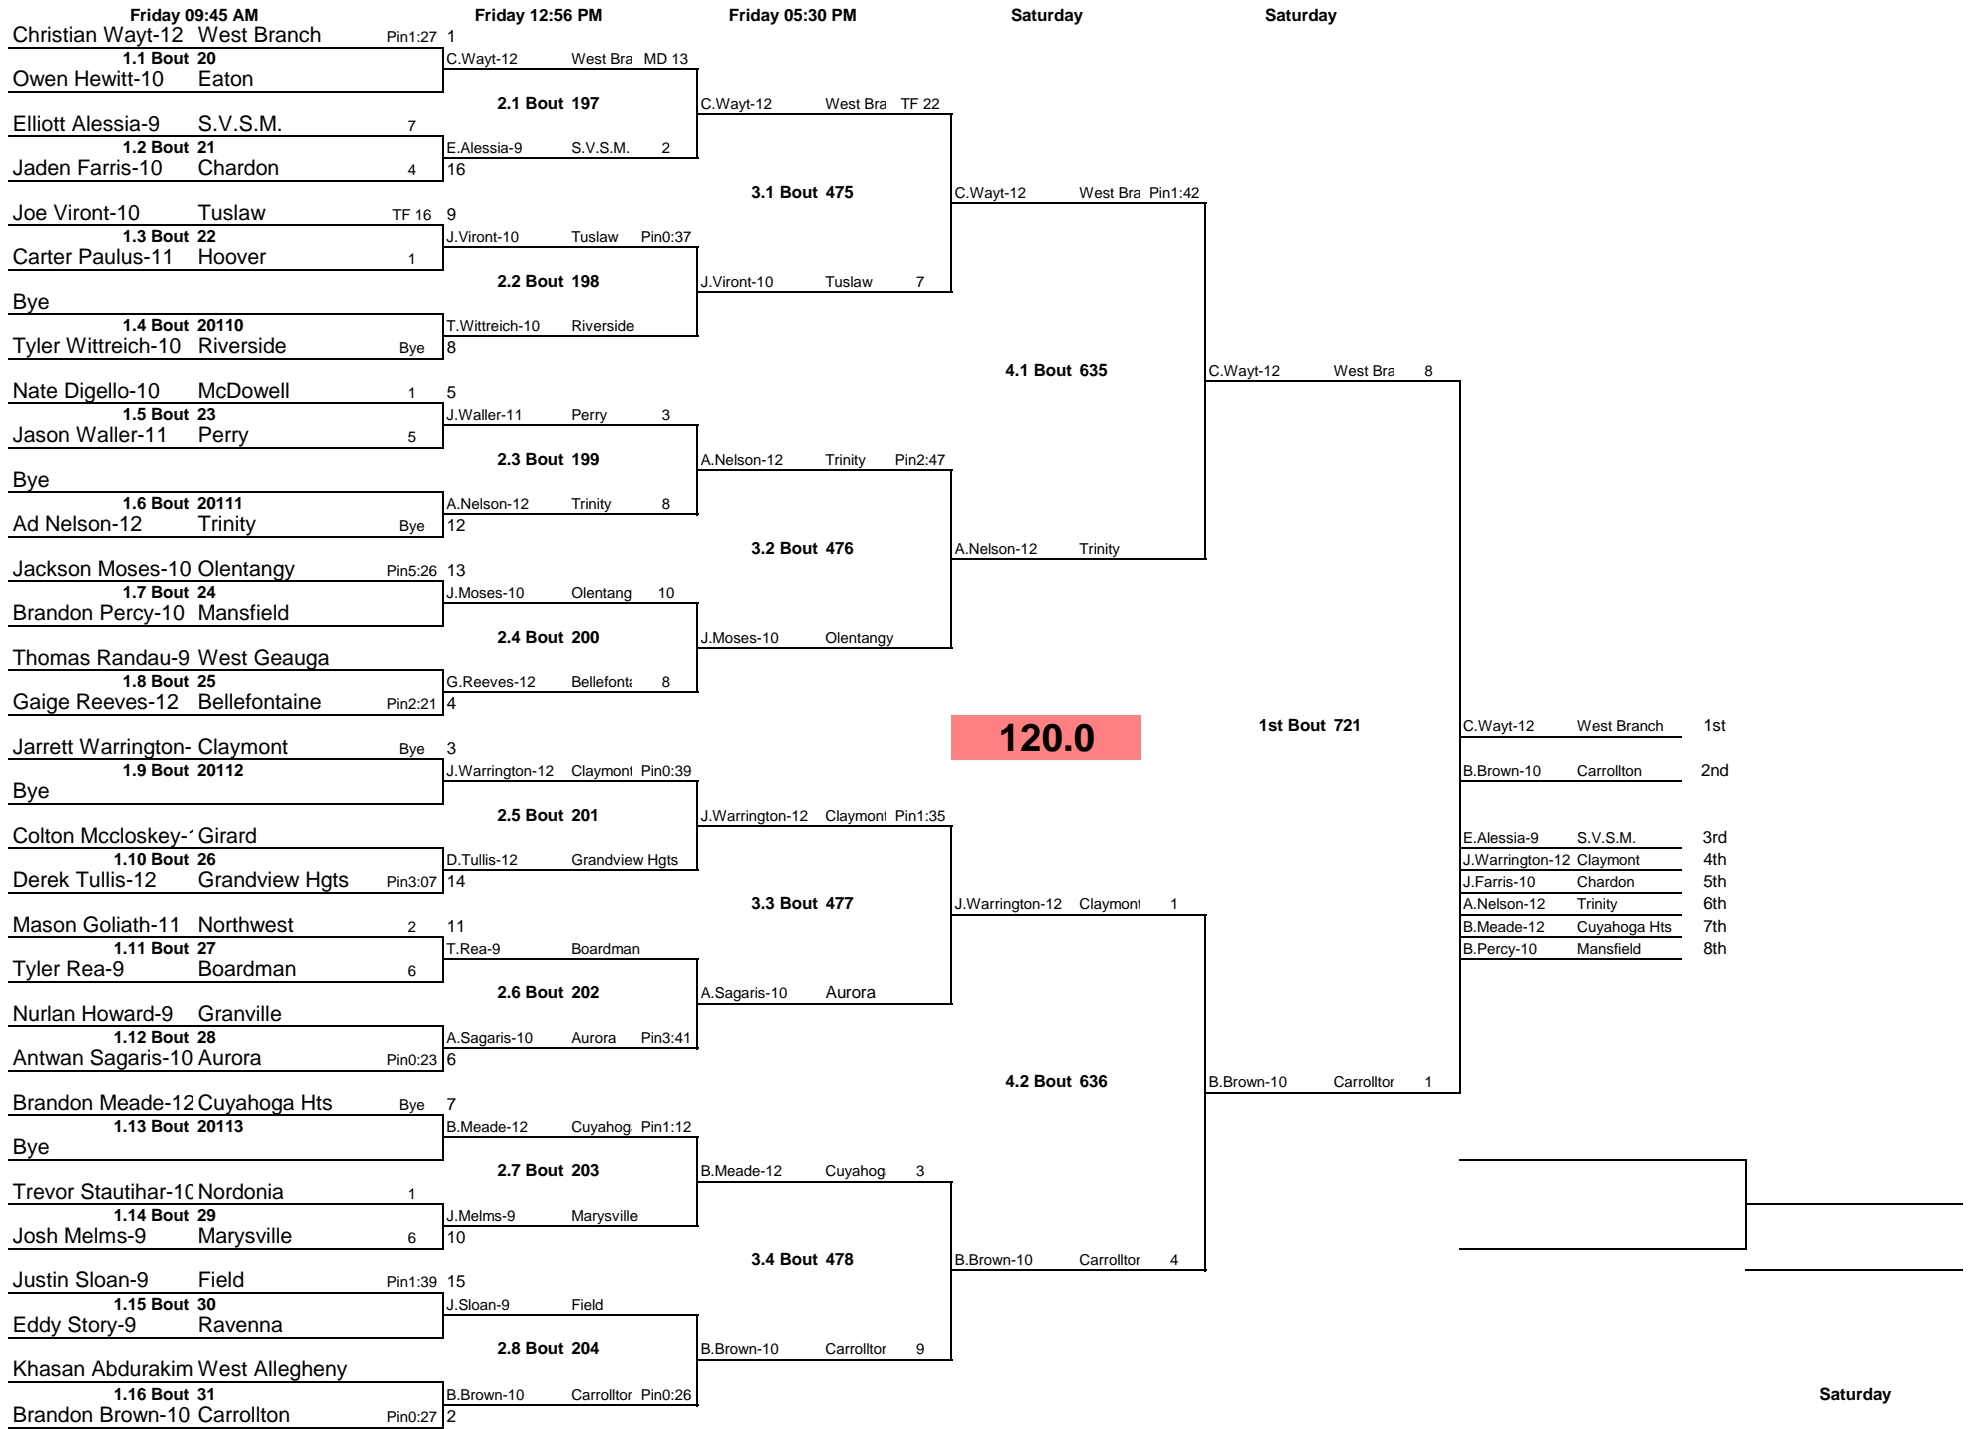 Friday 09:45 AM Friday 12:56 PM Friday 05:30 PM Saturday Saturday
Christian Wayt-12 West Branch Pin1:27 1
1.1 Bout 20 C.Wayt-12 West Bra MD 13
Owen Hewitt-10 Eaton
2.1 Bout 197 C.Wayt-12 West Bra TF 22
Elliott Alessia-9 S.V.S.M. 7
1.2 Bout 21 E.Alessia-9 S.V.S.M. 2
Jaden Farris-10 Chardon 4 16
3.1 Bout 475 C.Wayt-12 West Bra Pin1:42
Joe Viront-10 Tuslaw TF 16 9
1.3 Bout 22 J.Viront-10 Tuslaw Pin0:37
Carter Paulus-11 Hoover 1
2.2 Bout 198 J.Viront-10 Tuslaw 7
Bye
1.4 Bout 20110 T.Wittreich-10 Riverside
Tyler Wittreich-10 Riverside Bye 8
4.1 Bout 635 C.Wayt-12 West Bra 8
Nate Digello-10 McDowell 1 5
1.5 Bout 23 J.Waller-11 Perry 3
Jason Waller-11 Perry 5
2.3 Bout 199 A.Nelson-12 Trinity Pin2:47
Bye
1.6 Bout 20111 A.Nelson-12 Trinity 8
Ad Nelson-12 Trinity Bye 12
3.2 Bout 476 A.Nelson-12 Trinity
Jackson Moses-10 Olentangy Pin5:26 13
1.7 Bout 24 J.Moses-10 Olentang 10
Brandon Percy-10 Mansfield
2.4 Bout 200 J.Moses-10 Olentangy
Thomas Randau-9 West Geauga
1.8 Bout 25 G.Reeves-12 Bellefonta 8
Gaige Reeves-12 Bellefontaine Pin2:21 4
120.0 1st Bout 721 C.Wayt-12 West Branch 1st
Jarrett Warrington- Claymont Bye 3
1.9 Bout 20112 J.Warrington-12 Claymont Pin0:39 B.Brown-10 Carrollton 2nd
Bye
2.5 Bout 201 J.Warrington-12 Claymont Pin1:35
Colton Mccloskey- Girard E.Alessia-9 S.V.S.M. 3rd
1.10 Bout 26 D.Tullis-12 Grandview Hgts J.Warrington-12 Claymont 4th
Derek Tullis-12 Grandview Hgts Pin3:07 14 J.Farris-10 Chardon 5th
3.3 Bout 477 J.Warrington-12 Claymont 1 A.Nelson-12 Trinity 6th
Mason Goliath-11 Northwest 2 11 B.Meade-12 Cuyahoga Hts 7th
1.11 Bout 27 T.Rea-9 Boardman B.Percy-10 Mansfield 8th
Tyler Rea-9 Boardman 6
2.6 Bout 202 A.Sagaris-10 Aurora
Nurlan Howard-9 Granville
1.12 Bout 28 A.Sagaris-10 Aurora Pin3:41
Antwan Sagaris-10 Aurora Pin0:23 6
4.2 Bout 636 B.Brown-10 Carrollton 1
Brandon Meade-12 Cuyahoga Hts Bye 7
1.13 Bout 20113 B.Meade-12 Cuyahoga Pin1:12
Bye
2.7 Bout 203 B.Meade-12 Cuyahog 3
Trevor Stautihar-10 Nordonia 1
1.14 Bout 29 J.Melms-9 Marysville
Josh Melms-9 Marysville 6 10
3.4 Bout 478 B.Brown-10 Carrollton 4
Justin Sloan-9 Field Pin1:39 15
1.15 Bout 30 J.Sloan-9 Field
Eddy Story-9 Ravenna
2.8 Bout 204 B.Brown-10 Carrollton 9
Khasan Abdurakim West Allegheny
1.16 Bout 31 B.Brown-10 Carrollton Pin0:26 Saturday
Brandon Brown-10 Carrollton Pin0:27 2